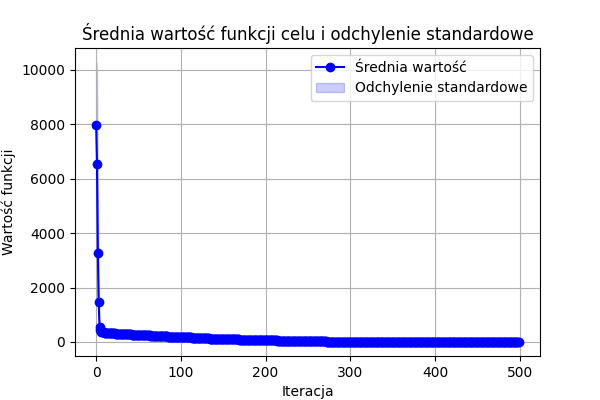 Średnia wartość funkcji celu i odchylenie standardowe
Średnia wartość
Odchylenie standardowe
Wartość funkcji
10000
8000
6000
4000
2000
0
0 100 200 300 400 500
Iteracja